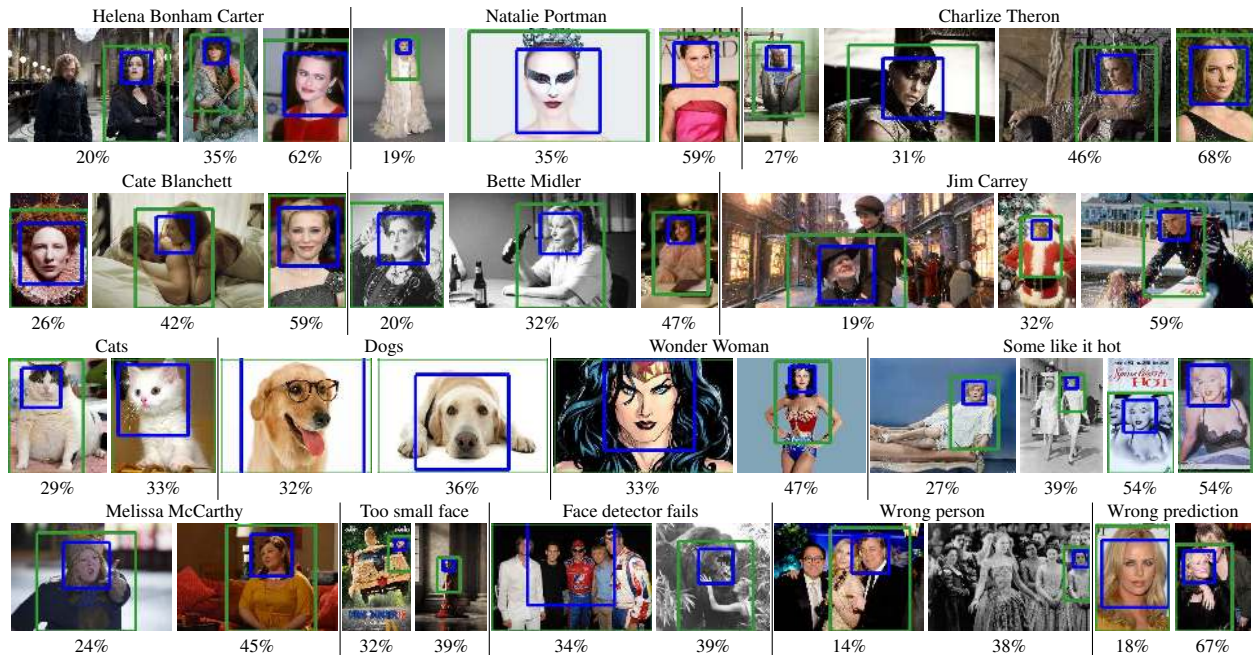 Helena Bonham Carter Natalie Portman Charlize Theron
20% 35% 62% 19% 35% 59% 27% 31% 46% 68%
Cate Blanchett Bette Midler Jim Carrey
26% 42% 59% 20% 32% 47% 19% 32% 59%
Cats Dogs Wonder Woman Some like it hot
HOT
29% 33% 32% 36% 33% 47% 27% 39% 54% 54%
Melissa McCarthy Too small face Face detector fails Wrong person Wrong prediction
24% 45% 32% 39% 34% 39% 14% 38% 18% 67%